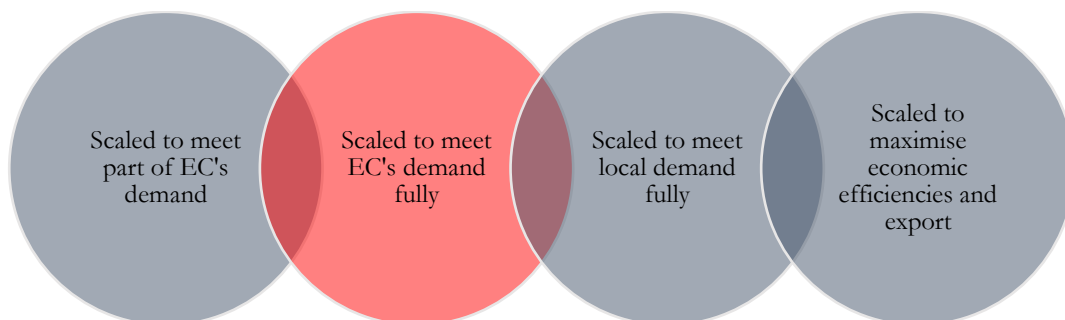 Scaled to meet
part of EC's
demand
Scaled to meet
EC's demand
fully
Scaled to meet
local demand
fully
Scaled to
maximise
economic
efficiencies and
export